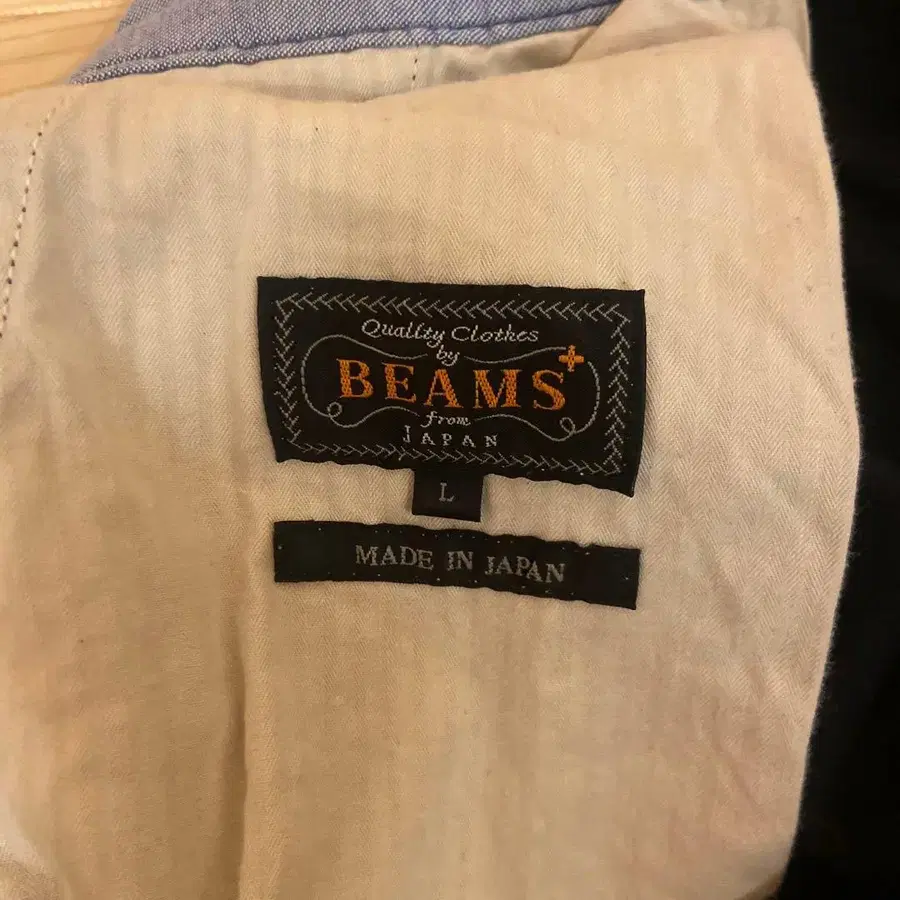 Quality Clothes
by
BEAMS+
from
JAPAN
L
MADE IN JAPAN